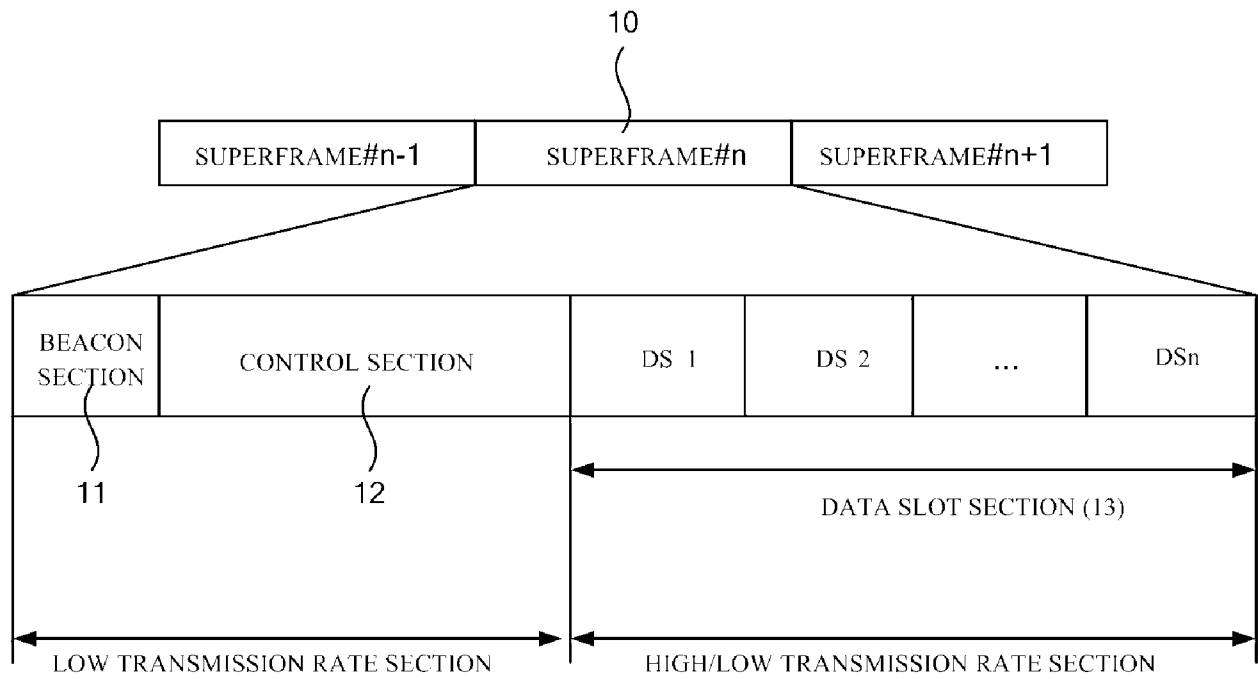 10
SUPERFRAME#n-1 SUPERFRAME#n SUPERFRAME#n+1
BEACON
SECTION
CONTROL SECTION
DS 1
DS 2
...
DSn
11
12
DATA SLOT SECTION (13)
LOW TRANSMISSION RATE SECTION
HIGH/LOW TRANSMISSION RATE SECTION